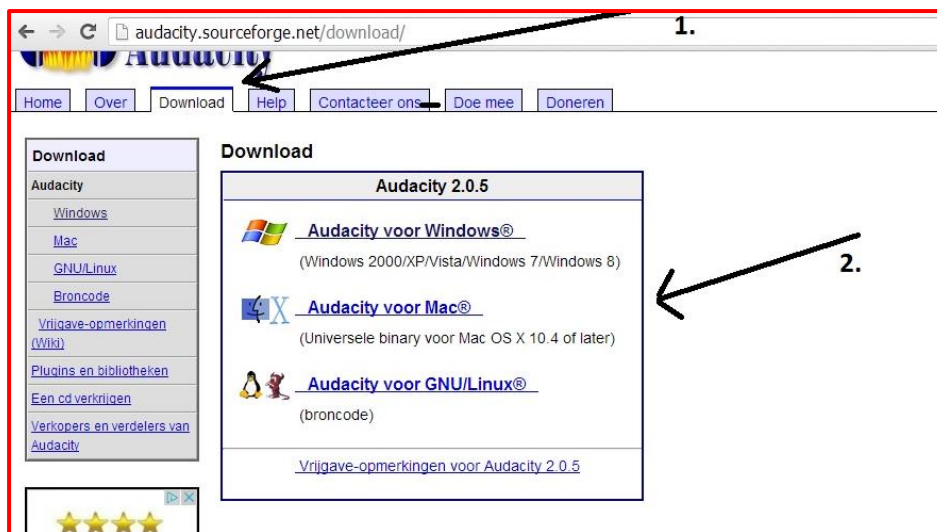 audacity.sourceforge.net/download/
1.
Audacity
Home Over Download Help Contacteer ons Doe mee Doneren
Download
Audacity
Windows
Mac
GNU/Linux
Broncode
Vrijgave-opmerkingen
(Wiki)
Plugins en bibliotheken
Een cd verkrijgen
Verkopers en verdelers van
Audacity
Download
Audacity 2.0.5
Audacity voor Windows®
(Windows 2000/XP/Vista/Windows 7/Windows 8)
Audacity voor Mac®
(Universele binary voor Mac OS X 10.4 of later)
Audacity voor GNU/Linux®
(broncode)
Vrijgave-opmerkingen voor Audacity 2.0.5
2.